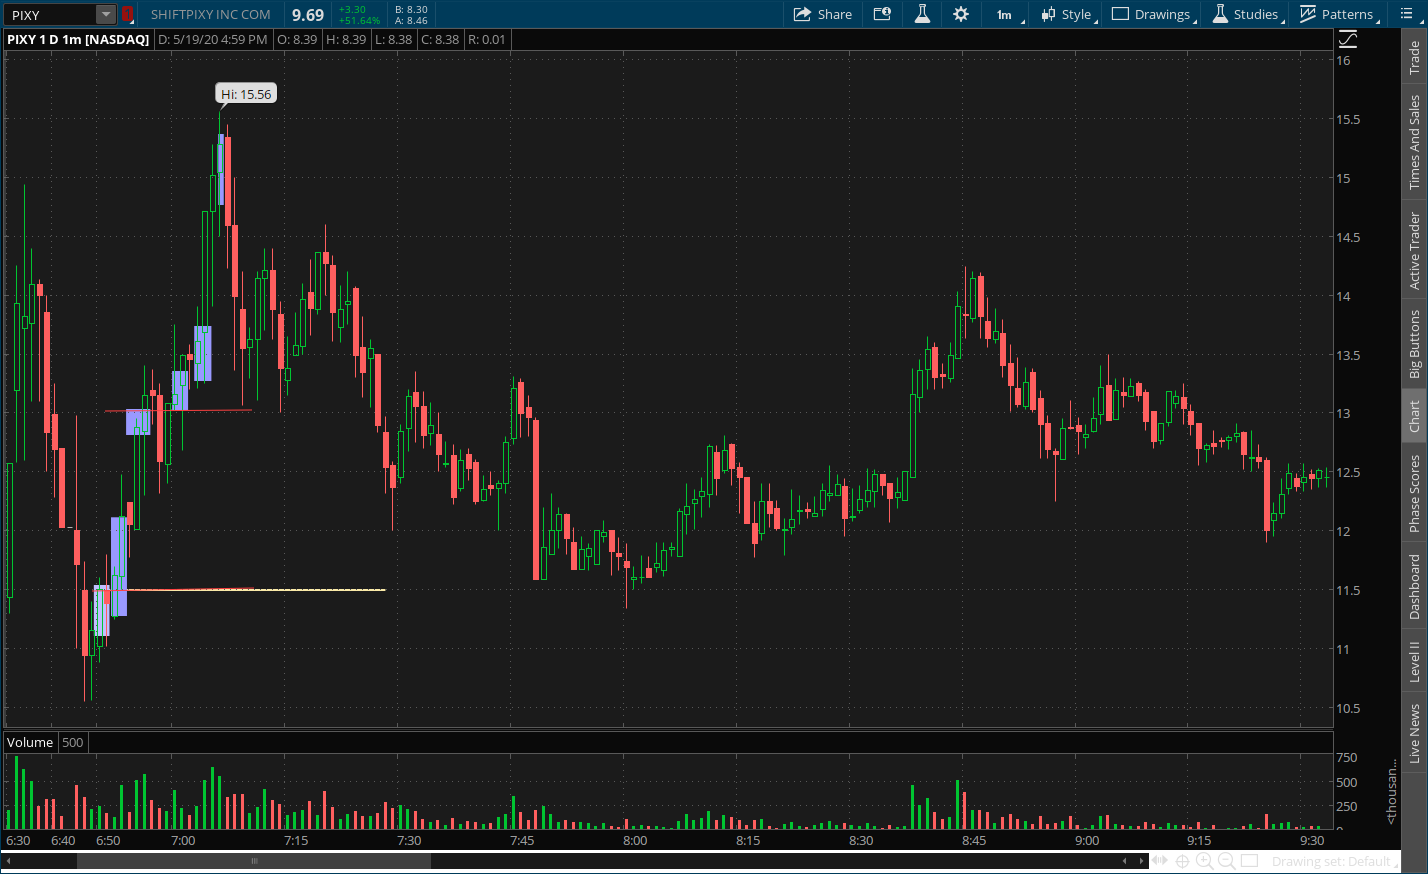 PIXY 1 SHIFTPIXY INC COM 9.69 +3.30 B: 8.30 Share 1m Style Drawings Studies Patterns
+51.64% A: 8.46
PIXY 1 D 1m [NASDAQ] D: 5/19/20 4:59 PM O: 8.39 H: 8.39 L: 8.38 C: 8.38 R: 0.01
Hi: 15.56
16
15.5
15
14.5
14
13.5
13
12.5
12
11.5
11
10.5
Volume 500
750
500
250
0
<thousan...
6:30 6:40 6:50 7:00 7:15 7:30 7:45 8:00 8:15 8:30 8:45 9:00 9:15 9:30
Drawing set: Default
Trade
Times And Sales
Active Trader
Big Buttons
Chart
Phase Scores
Dashboard
Level II
Live News